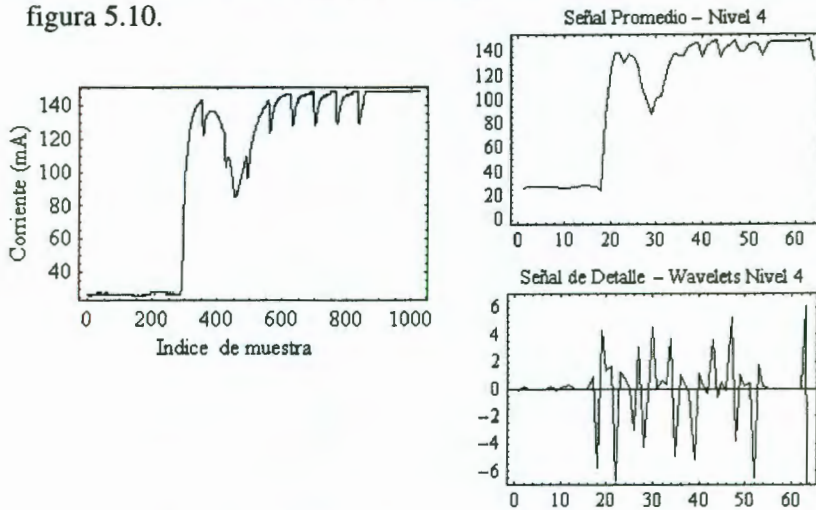 figura 5.10.
Corriente (mA)
140
120
100
80
60
40
0 200 400 600 800 1000
Indice de muestra
Señal Promedio – Nivel 4
140
120
100
80
60
40
20
0
0 10 20 30 40 50 60
Señal de Detalle – Wavelets Nivel 4
6
4
2
0
−2
−4
−6
0 10 20 30 40 50 60